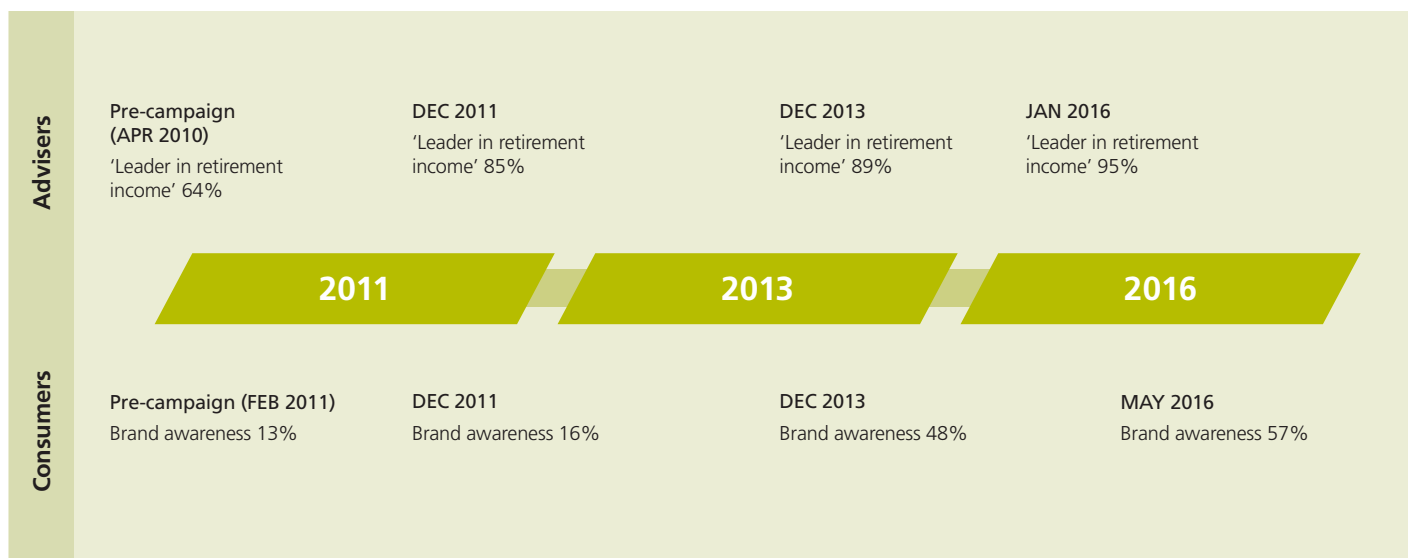 Advisers
Pre-campaign
(APR 2010)
‘Leader in retirement
income’ 64%
DEC 2011
‘Leader in retirement
income’ 85%
DEC 2013
‘Leader in retirement
income’ 89%
JAN 2016
‘Leader in retirement
income’ 95%
2011
2013
2016
Consumers
Pre-campaign (FEB 2011)
Brand awareness 13%
DEC 2011
Brand awareness 16%
DEC 2013
Brand awareness 48%
MAY 2016
Brand awareness 57%